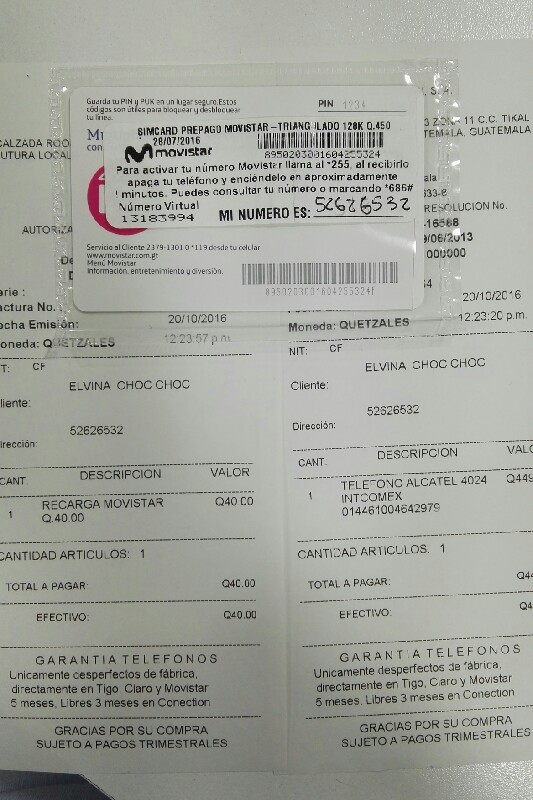 Guarda tu PIN y PUK en un lugar seguro. Estos
códigos son útiles para bloquear y desbloquear
tu línea.
PIN 1234
SIMCARD PREPAGO MOVISTAR -TRIANG ILADO 128K Q.450
28/07/2016
movistar
8950203001604255324
Para activar tu número Movistar llama al *255, al recibirlo
apaga tu teléfono y enciéndelo en aproximadamente
minutos. Puedes consultar tu número o marcando *686#
Número Virtual
13183994
MI NUMERO ES: 52626532
Servicio al Cliente 2379-1301 o *119 desde tu celular
www.movistar.com.gt
Menú Movistar
Información, entretenimiento y diversión.
8950203001604255324F
S. A.
ZONA 11 C.C. TIKAL
TEMALA, GUATEMALA
CALZADA ROO
UTURA LOCAL
ala
633-8
RESOLUCION No.
-16588
/06/2013
000000
AUTORIZA
De
erie :
actura No.
echa Emisión: 20/10/2016
12:23:57 p.m.
oneda: QUETZALES
T: CF
ELVINA CHOC CHOC
liente:
52626532
irección:
CANT. DESCRIPCION VALOR
1 RECARGA MOVISTAR Q40.00
Q.40.00
CANTIDAD ARTICULOS: 1
TOTAL A PAGAR: Q40.00
EFECTIVO: Q40.00
GARANTIA TELEFONOS
Unicamente desperfectos de fábrica,
directamente en Tigo, Claro y Movistar
5 meses, Libres 3 meses en Conection
GRACIAS POR SU COMPRA
SUJETO A PAGOS TRIMESTRALES
20/10/2016
12:23:20 p.m.
Moneda: QUETZALES
NIT: CF
ELVINA CHOC CHOC
Cliente:
52626532
Dirección:
CANT. DESCRIPCION VALO
1 TELEFONO ALCATEL 4024 Q449
INTCOMEX
014461004642979
CANTIDAD ARTICULOS: 1
TOTAL A PAGAR: Q44
EFECTIVO: Q4
GARANTIA TELEFONOS
Unicamente desperfectos de fábrica,
directamente en Tigo, Claro y Movistar
5 meses, Libres 3 meses en Conection
GRACIAS POR SU COMPRA
SUJETO A PAGOS TRIMESTRALES